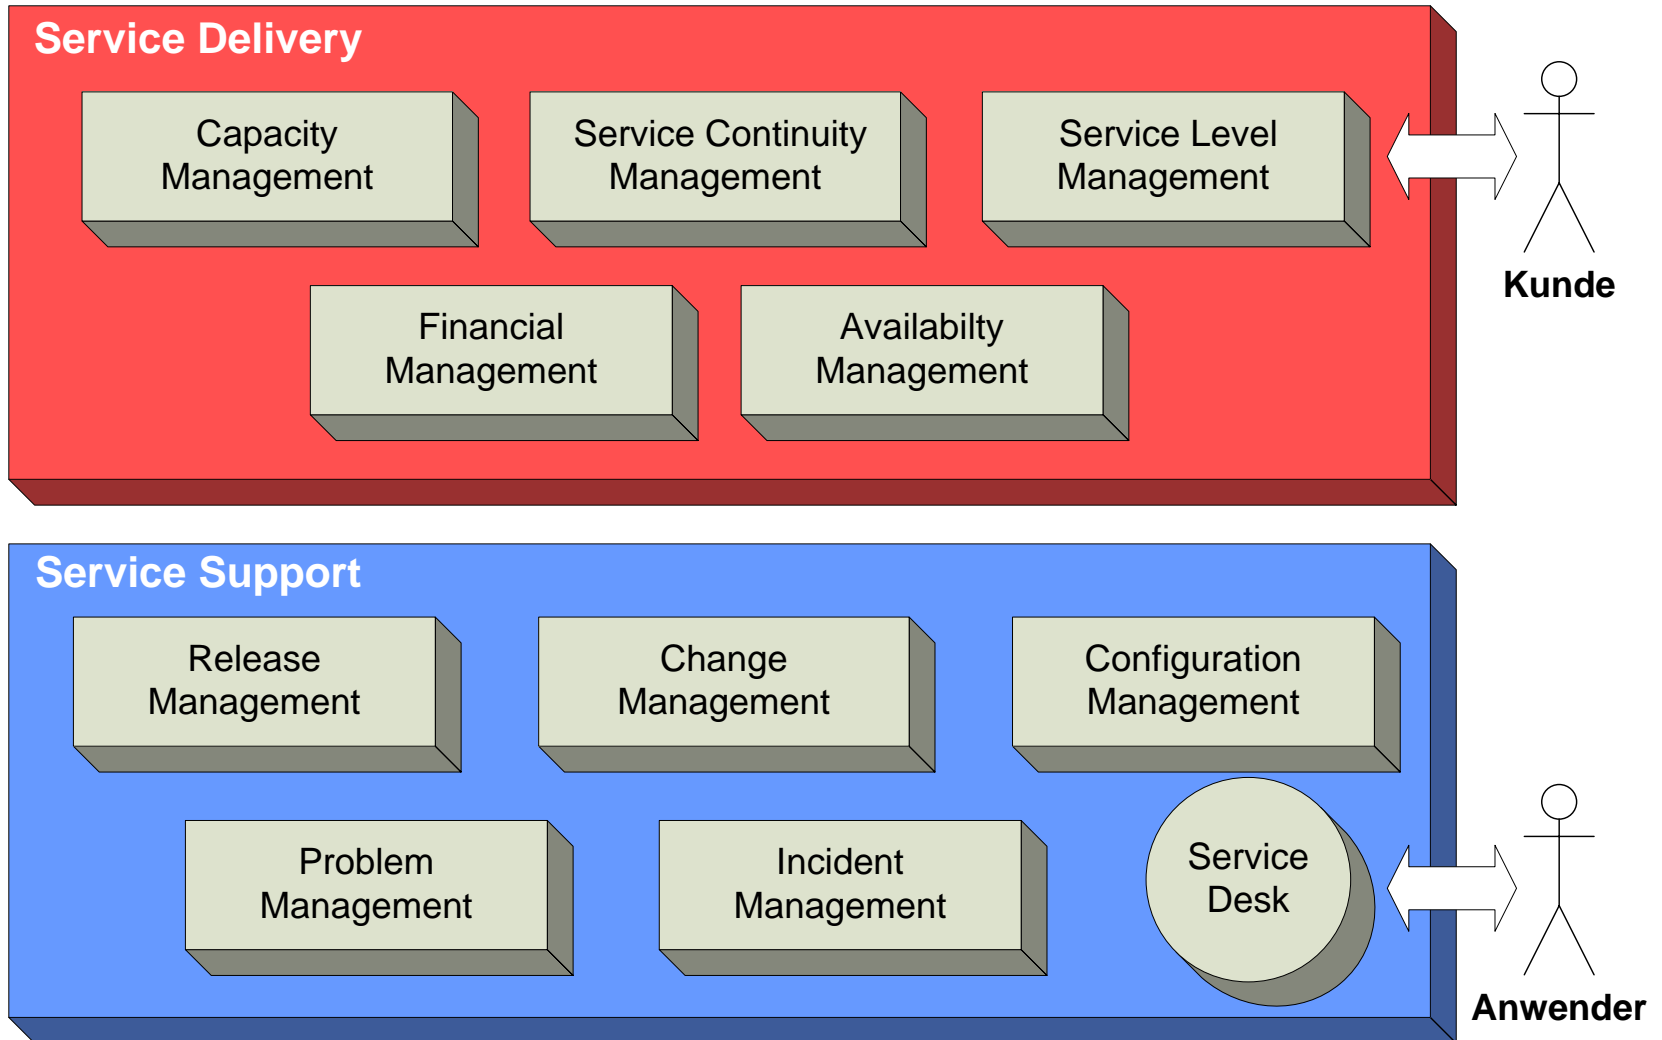 Service Delivery
Capacity
Management
Service Continuity
Management
Service Level
Management
Kunde
Financial
Management
Availabilty
Management
Service Support
Release
Management
Change
Management
Configuration
Management
Problem
Management
Incident
Management
Service
Desk
Anwender